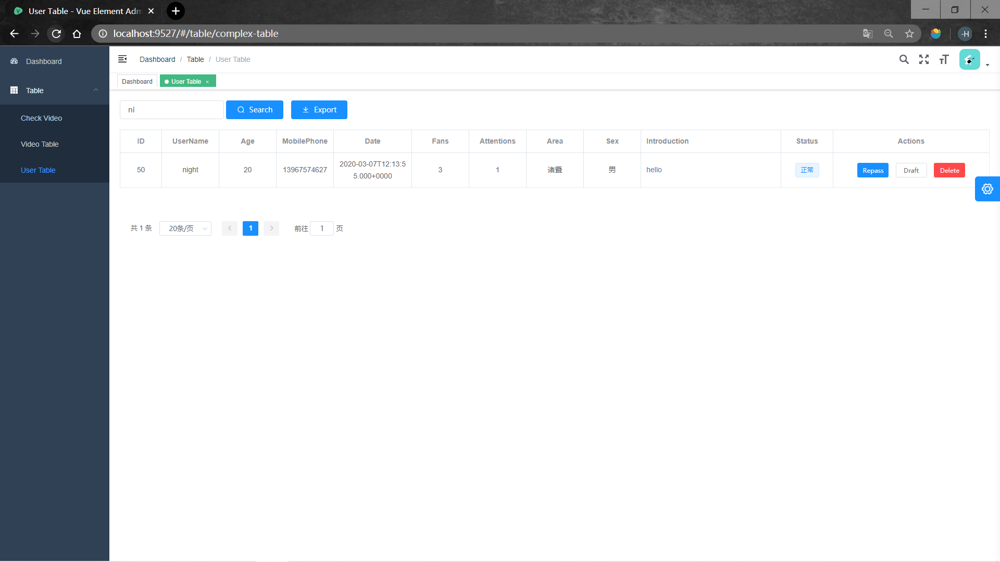 User Table - Vue Element Adm
localhost:9527/#/table/complex-table
-H
Dashboard
Table
Check Video
Video Table
User Table
Dashboard / Table / User Table
Dashboard
User Table ×
ni
Search
Export
ID UserName Age MobilePhone Date Fans Attentions Area Sex Introduction Status Actions
50 night 20 13967574627 2020-03-07T12:13:5
5.000+0000 3 1 诸暨 男 hello 正常 Repass Draft Delete
共 1 条 20条/页 1 前往 1 页